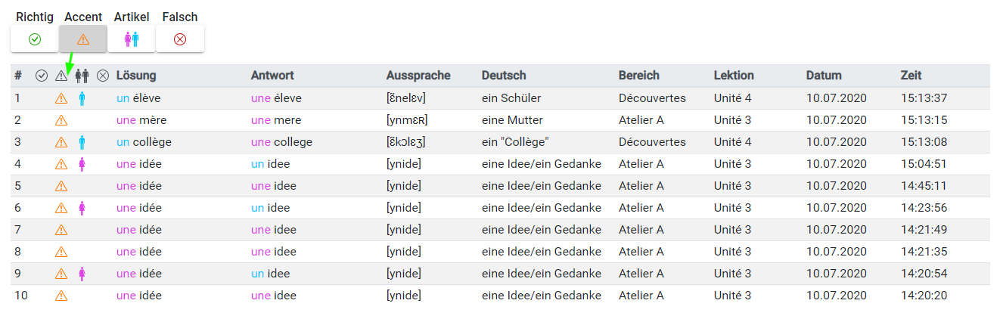 Richtig Accent Artikel Falsch
# Lösung Antwort Aussprache Deutsch Bereich Lektion Datum Zeit
1 un élève une éleve [ɛ̃nelɛv] ein Schüler Découvertes Unité 4 10.07.2020 15:13:37
2 une mère une mere [ynmɛʀ] eine Mutter Atelier A Unité 3 10.07.2020 15:13:15
3 un collège une college [ɛ̃kɔlɛʒ] ein "Collège" Découvertes Unité 4 10.07.2020 15:13:08
4 une idée un idee [ynide] eine Idee/ein Gedanke Atelier A Unité 3 10.07.2020 15:04:51
5 une idée une idee [ynide] eine Idee/ein Gedanke Atelier A Unité 3 10.07.2020 14:45:11
6 une idée un idee [ynide] eine Idee/ein Gedanke Atelier A Unité 3 10.07.2020 14:23:56
7 une idée une idee [ynide] eine Idee/ein Gedanke Atelier A Unité 3 10.07.2020 14:21:49
8 une idée une idee [ynide] eine Idee/ein Gedanke Atelier A Unité 3 10.07.2020 14:21:35
9 une idée un idee [ynide] eine Idee/ein Gedanke Atelier A Unité 3 10.07.2020 14:20:54
10 une idée une idee [ynide] eine Idee/ein Gedanke Atelier A Unité 3 10.07.2020 14:20:20